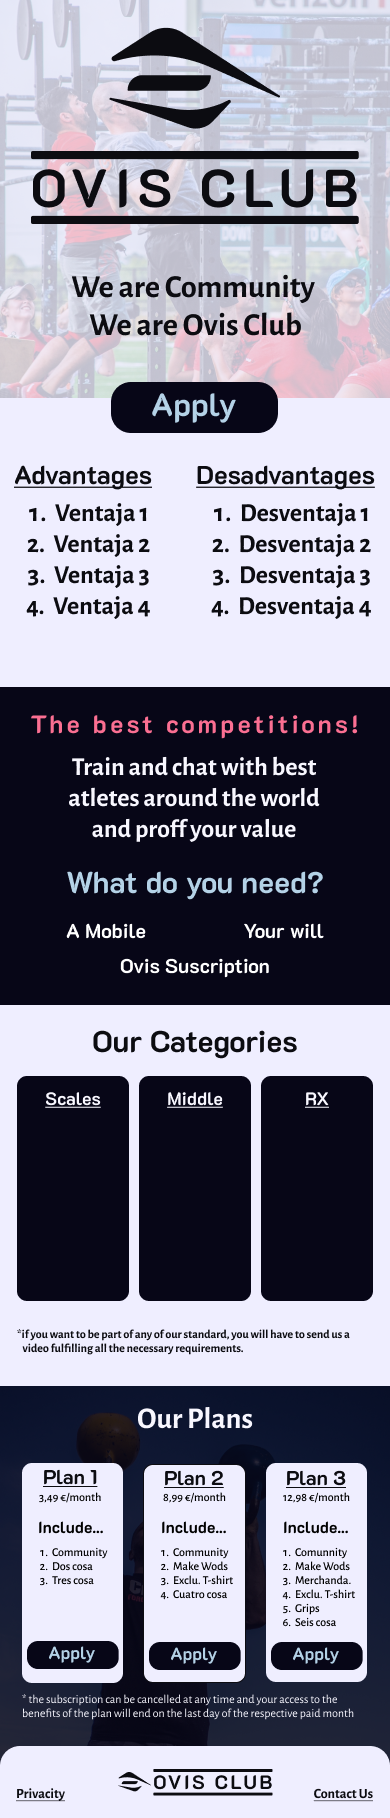 verizon
OVIS CLUB
We are Community
We are Ovis Club
Apply
Advantages
1. Ventaja 1
2. Ventaja 2
3. Ventaja 3
4. Ventaja 4
Desadvantages
1. Desventaja 1
2. Desventaja 2
3. Desventaja 3
4. Desventaja 4
The best competitions!
Train and chat with best
atletes around the world
and proff your value
What do you need?
A Mobile
Your will
Ovis Suscription
Our Categories
Scales
Middle
RX
*if you want to be part of any of our standard, you will have to send us a
video fulfilling all the necessary requirements.
Our Plans
Plan 1
3,49 €/month
Include...
1. Community
2. Dos cosa
3. Tres cosa
Apply
Plan 2
8,99 €/month
Include...
1. Community
2. Make Wods
3. Exclu. T-shirt
4. Cuatro cosa
Apply
Plan 3
12,98 €/month
Include...
1. Comunnity
2. Make Wods
3. Merchanda.
4. Exclu. T-shirt
5. Grips
6. Seis cosa
Apply
* the subscription can be cancelled at any time and your access to the
benefits of the plan will end on the last day of the respective paid month
Privacity
OVIS CLUB
Contact Us